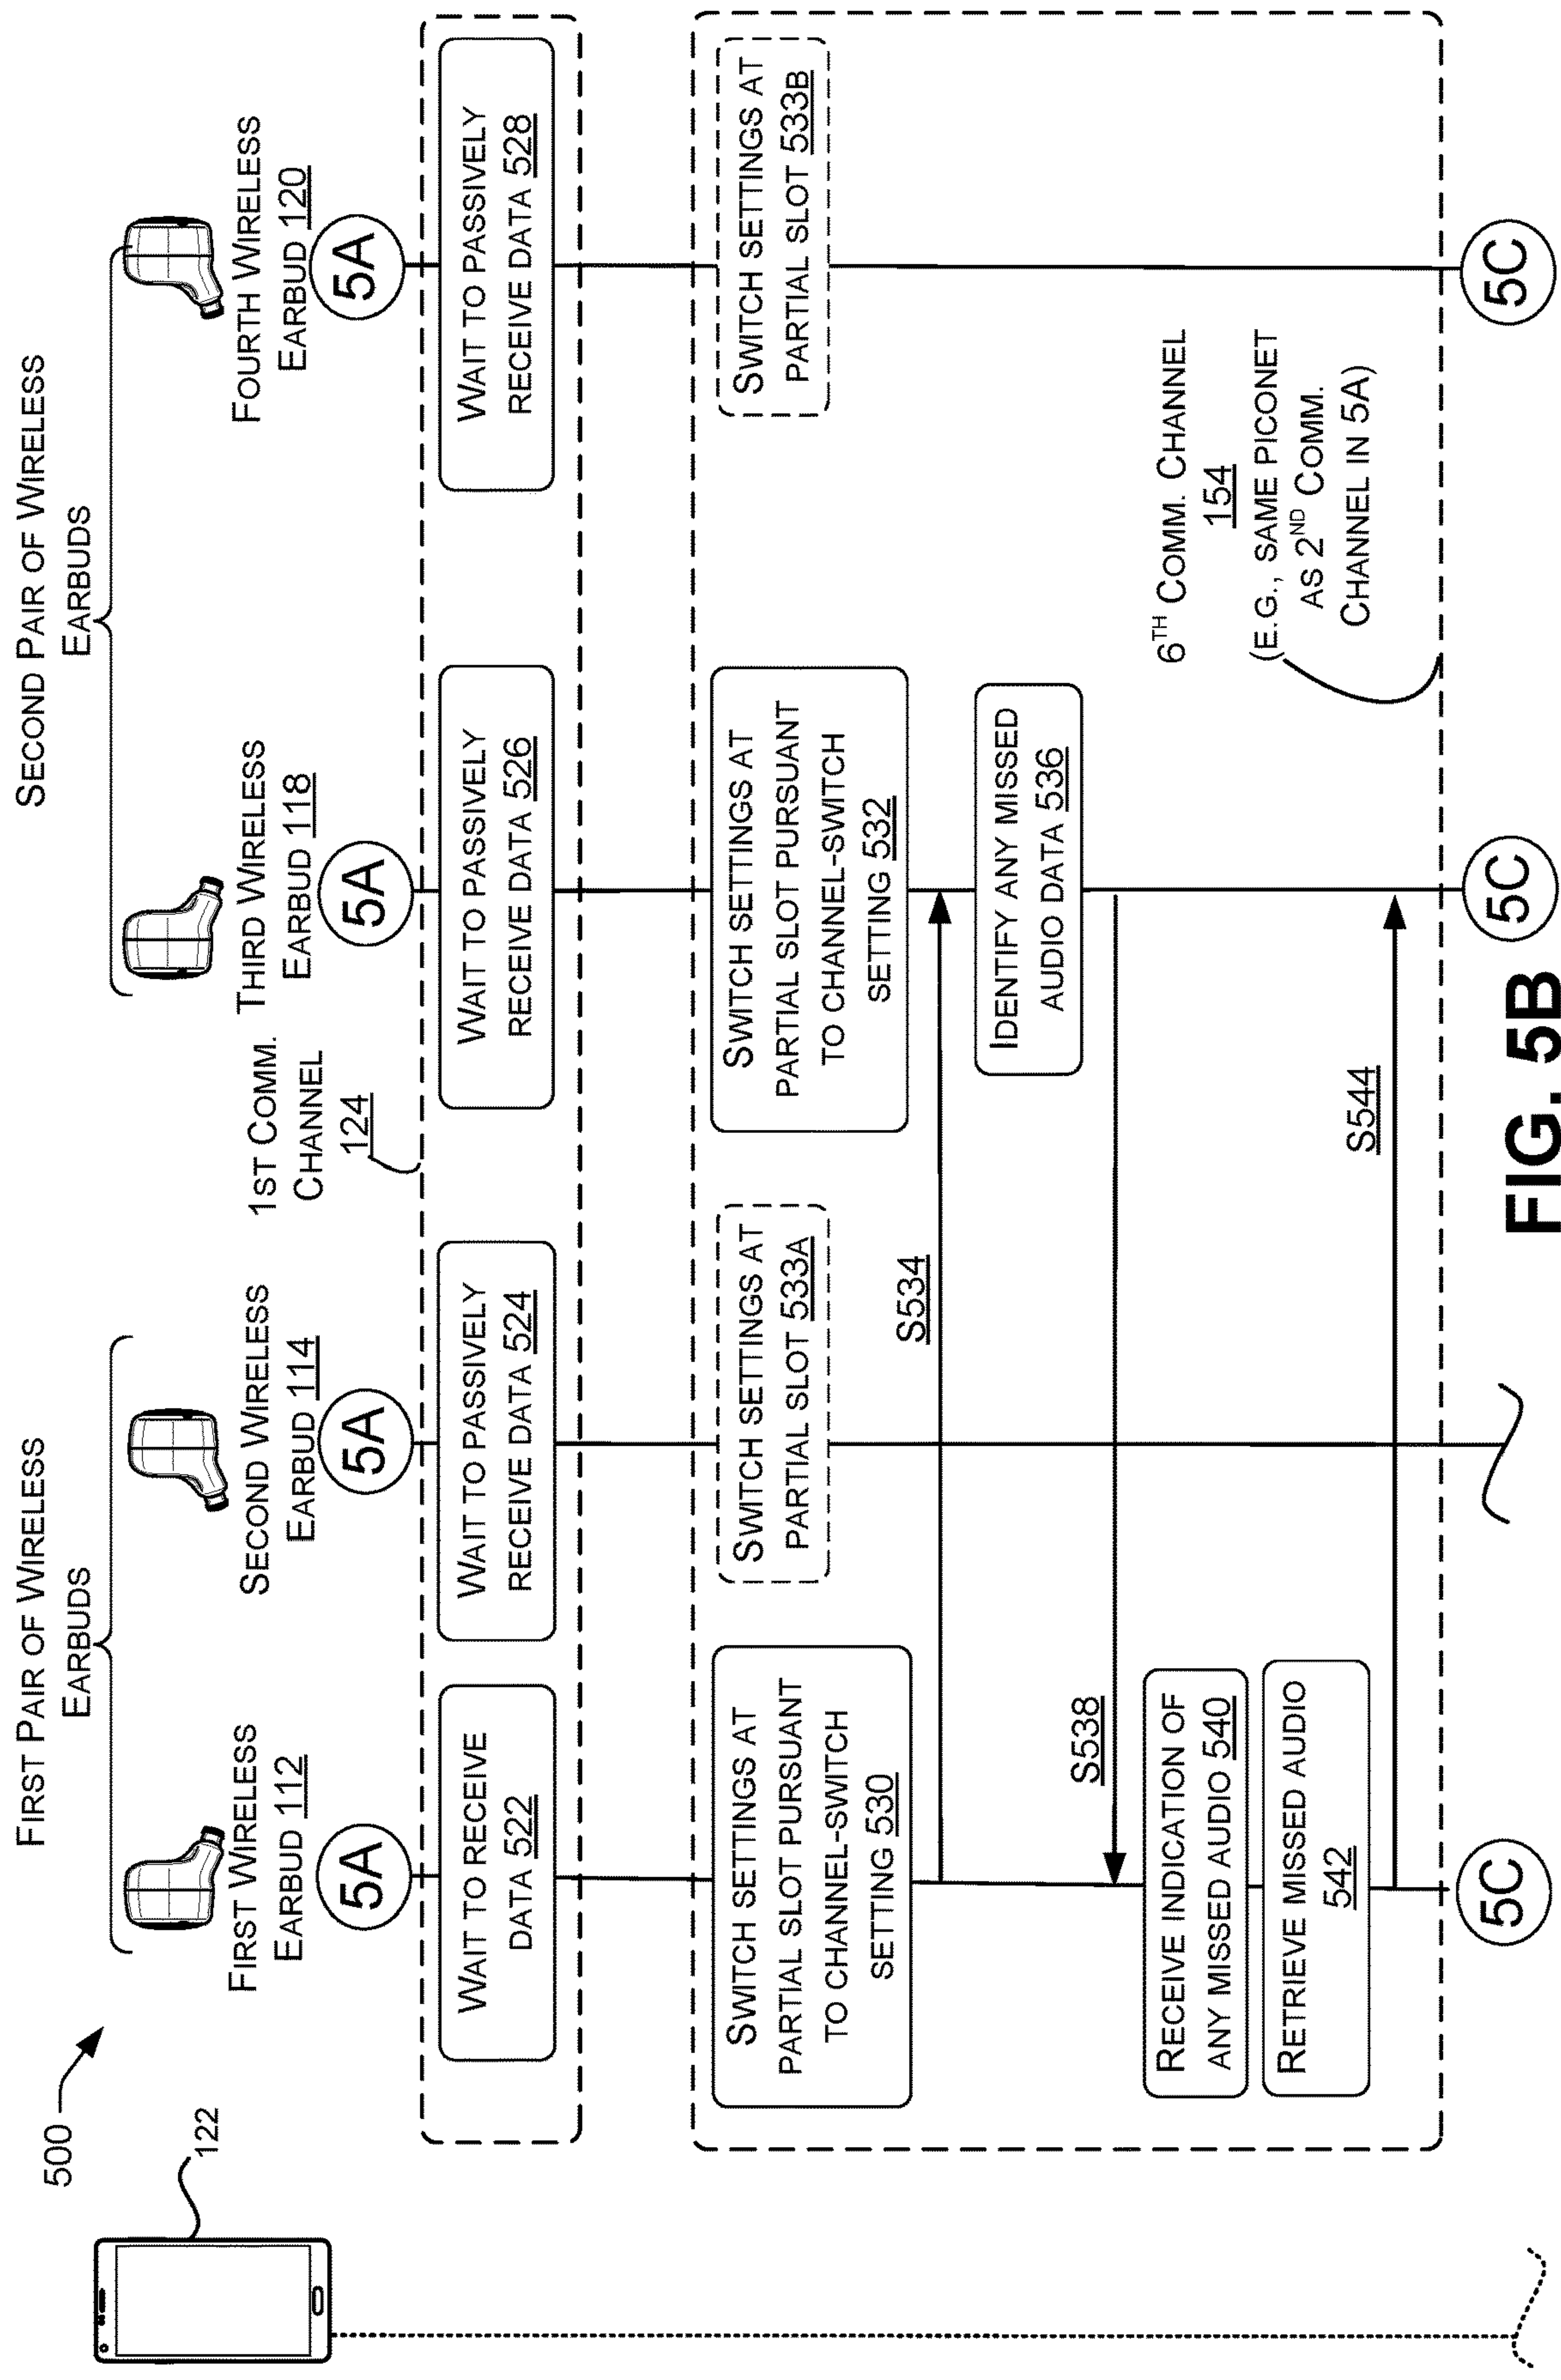 500
122
FIRST PAIR OF WIRELESS
EARBUDS
SECOND PAIR OF WIRELESS
EARBUDS
FIRST WIRELESS
EARBUD 112
SECOND WIRELESS
EARBUD 114
THIRD WIRELESS
EARBUD 118
FOURTH WIRELESS
EARBUD 120
5A
5A
5A
5A
1ST COMM.
CHANNEL
124
WAIT TO RECEIVE
DATA 522
WAIT TO PASSIVELY
RECEIVE DATA 524
WAIT TO PASSIVELY
RECEIVE DATA 526
WAIT TO PASSIVELY
RECEIVE DATA 528
SWITCH SETTINGS AT
PARTIAL SLOT PURSUANT
TO CHANNEL-SWITCH
SETTING 530
SWITCH SETTINGS AT
PARTIAL SLOT 533A
SWITCH SETTINGS AT
PARTIAL SLOT PURSUANT
TO CHANNEL-SWITCH
SETTING 532
SWITCH SETTINGS AT
PARTIAL SLOT 533B
S534
IDENTIFY ANY MISSED
AUDIO DATA 536
S538
RECEIVE INDICATION OF
ANY MISSED AUDIO 540
RETRIEVE MISSED AUDIO
542
S544
6TH COMM. CHANNEL
154
(E.G., SAME PICONET
AS 2ND COMM.
CHANNEL IN 5A)
5C
5C
5C
FIG. 5B